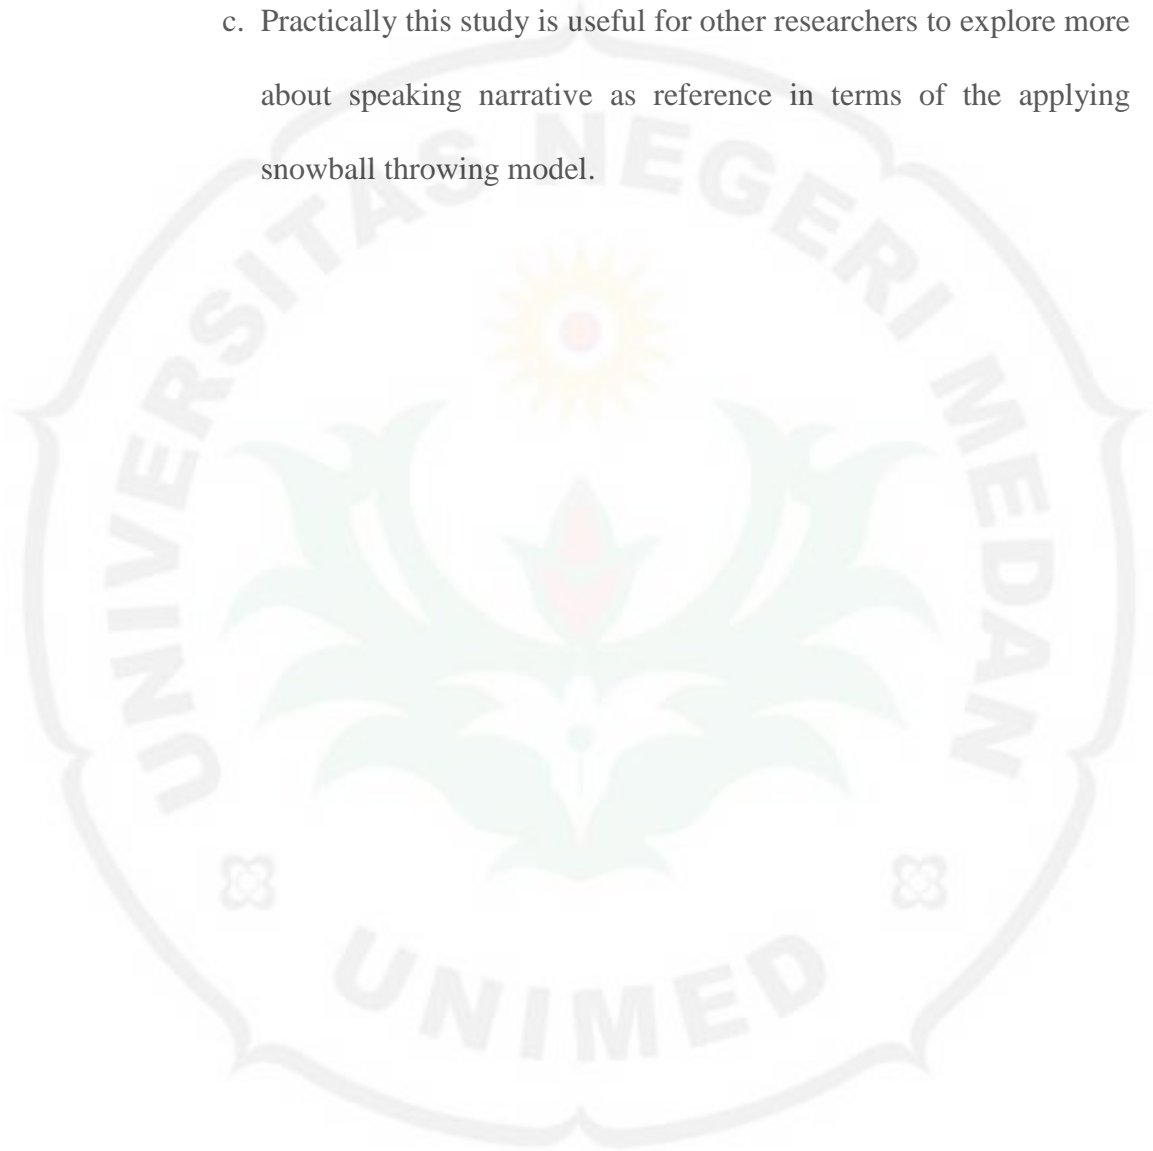 c. Practically this study is useful for other researchers to explore more
about speaking narrative as reference in terms of the applying
snowball throwing model.
UNIVERSITAS NEGERI MEDAN
UNIMED